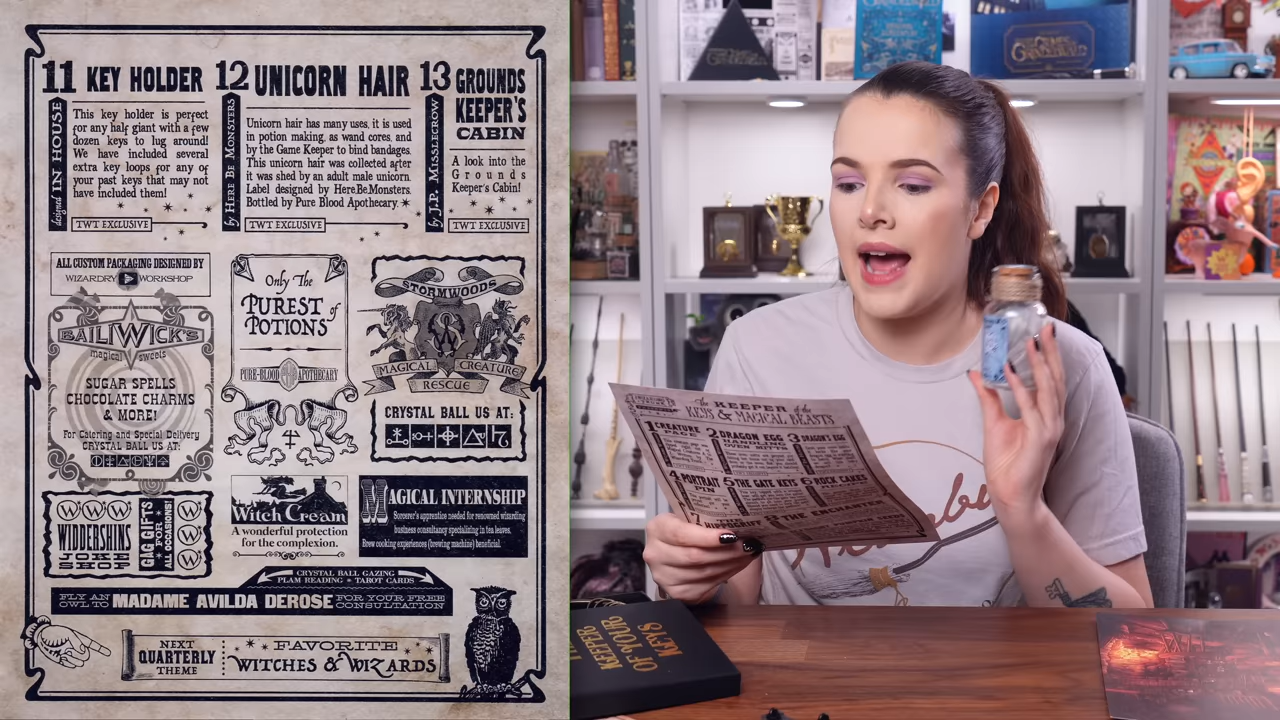 11 KEY HOLDER
designed IN HOUSE
This key holder is perfect
for any half giant with a few
dozen keys to lug around!
We have included several
extra key loops for any of
your past keys that may not
have included them!
TWT EXCLUSIVE
12 UNICORN HAIR
by HERE BE MONSTERS
Unicorn hair has many uses, it is used
in potion making, as wand cores, and
by the Game Keeper to bind bandages.
This unicorn hair was collected after
it was shed by an adult male unicorn.
Label designed by Here.Be.Monsters.
Bottled by Pure Blood Apothecary.
TWT EXCLUSIVE
13 GROUNDS
KEEPER'S
CABIN
by J.P. MISSLECROW
A look into the
Grounds
Keeper's Cabin!
TWT EXCLUSIVE
ALL CUSTOM PACKAGING DESIGNED BY
WIZARDRY WORKSHOP
BAILIWICK'S
magical sweets
SUGAR SPELLS
CHOCOLATE CHARMS
& MORE!
For Catering and Special Delivery
CRYSTAL BALL US AT:
Only The
PUREST of
POTIONS
PURE-BLOOD APOTHECARY
STORMWOODS
MAGICAL CREATURE
RESCUE
CRYSTAL BALL US AT:
WIDDERSHINS
JOKE
SHOP
GAG GIFTS
FOR
ALL OCCASIONS!
Witch Cream
A wonderful protection
for the complexion.
MAGICAL INTERNSHIP
Sorcerer's apprentice needed for renowned wizarding
business consultancy specializing in tea leaves.
Brew cooking experiences (brewing machine) beneficial.
CRYSTAL BALL GAZING
PLAM READING * TAROT CARDS
FLY AN
OWL TO MADAME AVILDA DEROSE FOR YOUR FREE
CONSULTATION
NEXT
QUARTERLY
THEME
FAVORITE
WITCHES & WIZARDS
The KEEPER of the
KEYS & MAGICAL BEASTS
1 CREATURE
PAGE
2 DRAGON EGG
HANDLING
OVEN MITTS
3 DRAGON'S EGG
4 PORTRAIT
PIN
5 THE GATE KEYS
6 ROCK CAKES
7
HIPPOGRIFF
8
KEEPER
OF YOUR
KEYS